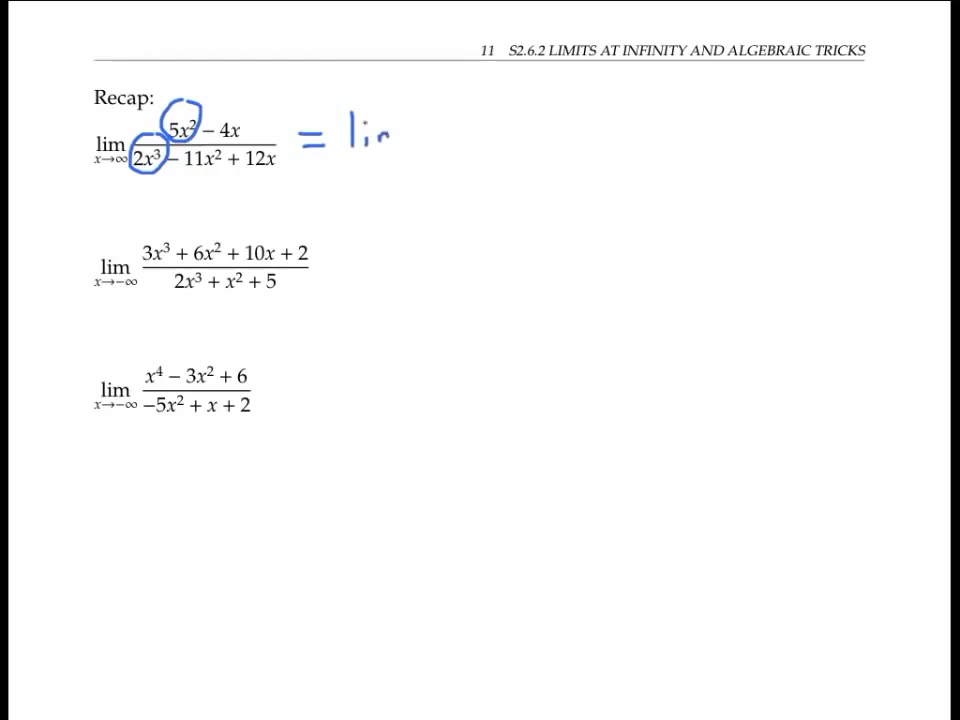 11 S2.6.2 LIMITS AT INFINITY AND ALGEBRAIC TRICKS
Recap:
lim x→∞ (5x² − 4x)/(2x³ − 11x² + 12x) = lin
lim x→−∞ (3x³ + 6x² + 10x + 2)/(2x³ + x² + 5)
lim x→−∞ (x⁴ − 3x² + 6)/(−5x² + x + 2)